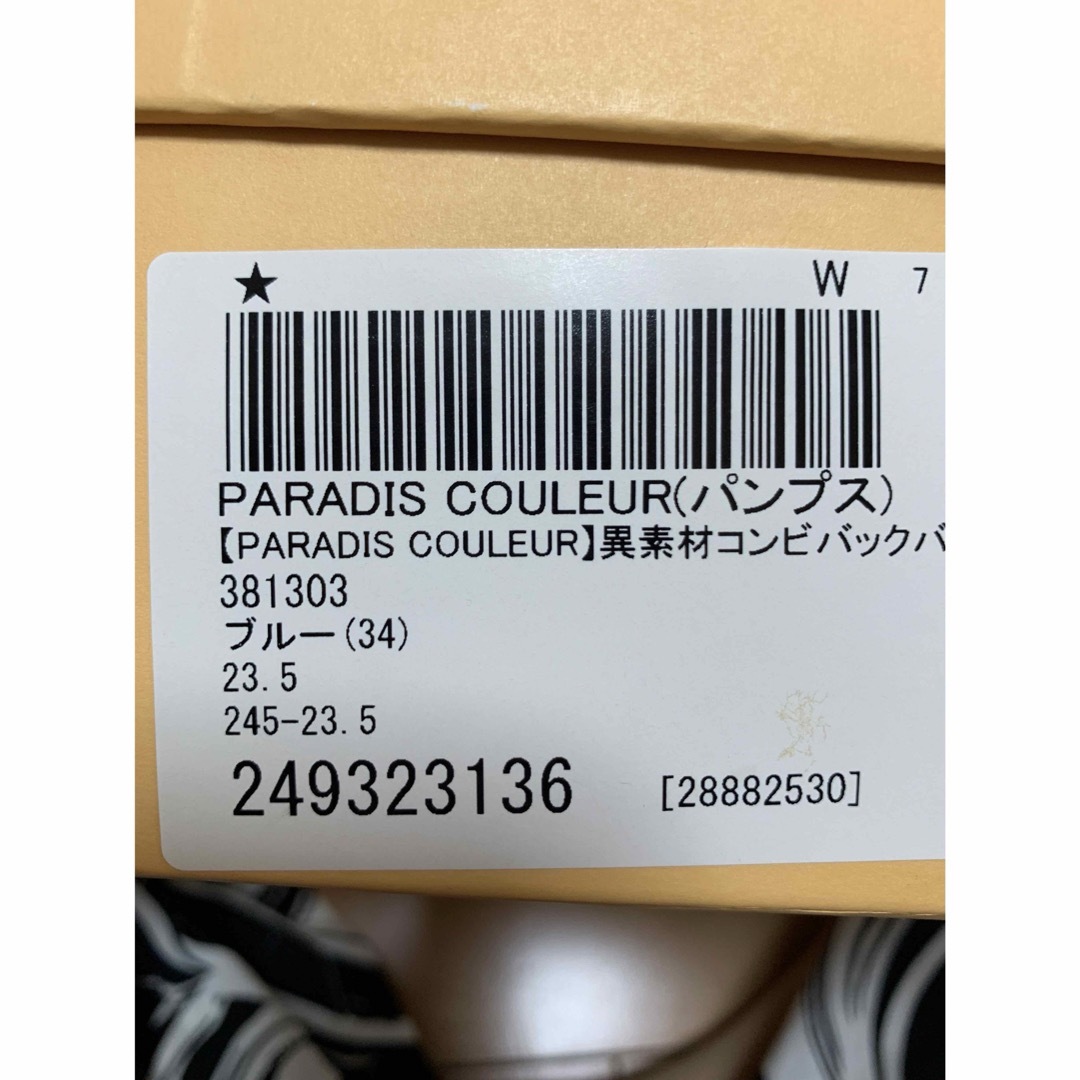 ★ W 7
PARADIS COULEUR(パンプス)
【PARADIS COULEUR】異素材コンビバックバ
381303
ブルー(34)
23.5
245-23.5
249323136 [28882530]